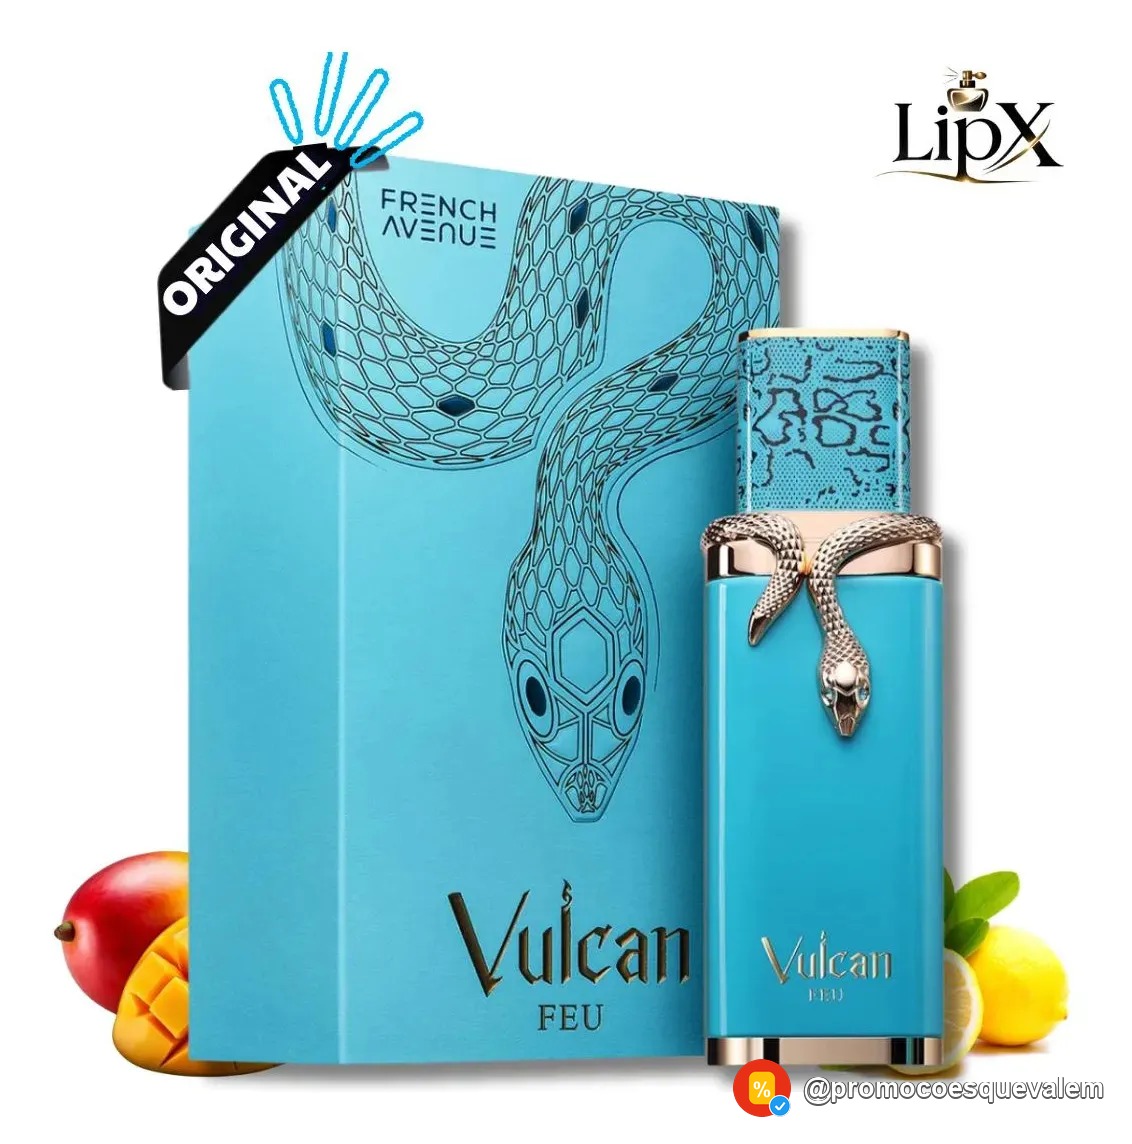 LipX
ORIGINAL
FRENCH
AVENUE
Vulcan
FEU
Vulcan
FEU
%
@promocoesquevalem